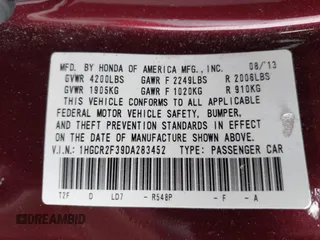 MFD. BY HONDA OF AMERICA MFG., INC. 08/13
GVWR 4200LBS GAWR F 2249LBS R 2006LBS
GVWR 1905KG GAWR F 1020KG R 910KG
THIS VEHICLE CONFORMS TO ALL APPLICABLE
FEDERAL MOTOR VEHICLE SAFETY, BUMPER,
AND THEFT PREVENTION STANDARDS IN EFFECT
ON THE DATE OF MANUFACTURE SHOWN ABOVE.
V.I.N: 1HGCR2F39DA283452 TYPE: PASSENGER CAR
T2F D LD7 - R548P - F - A
DREAMBID